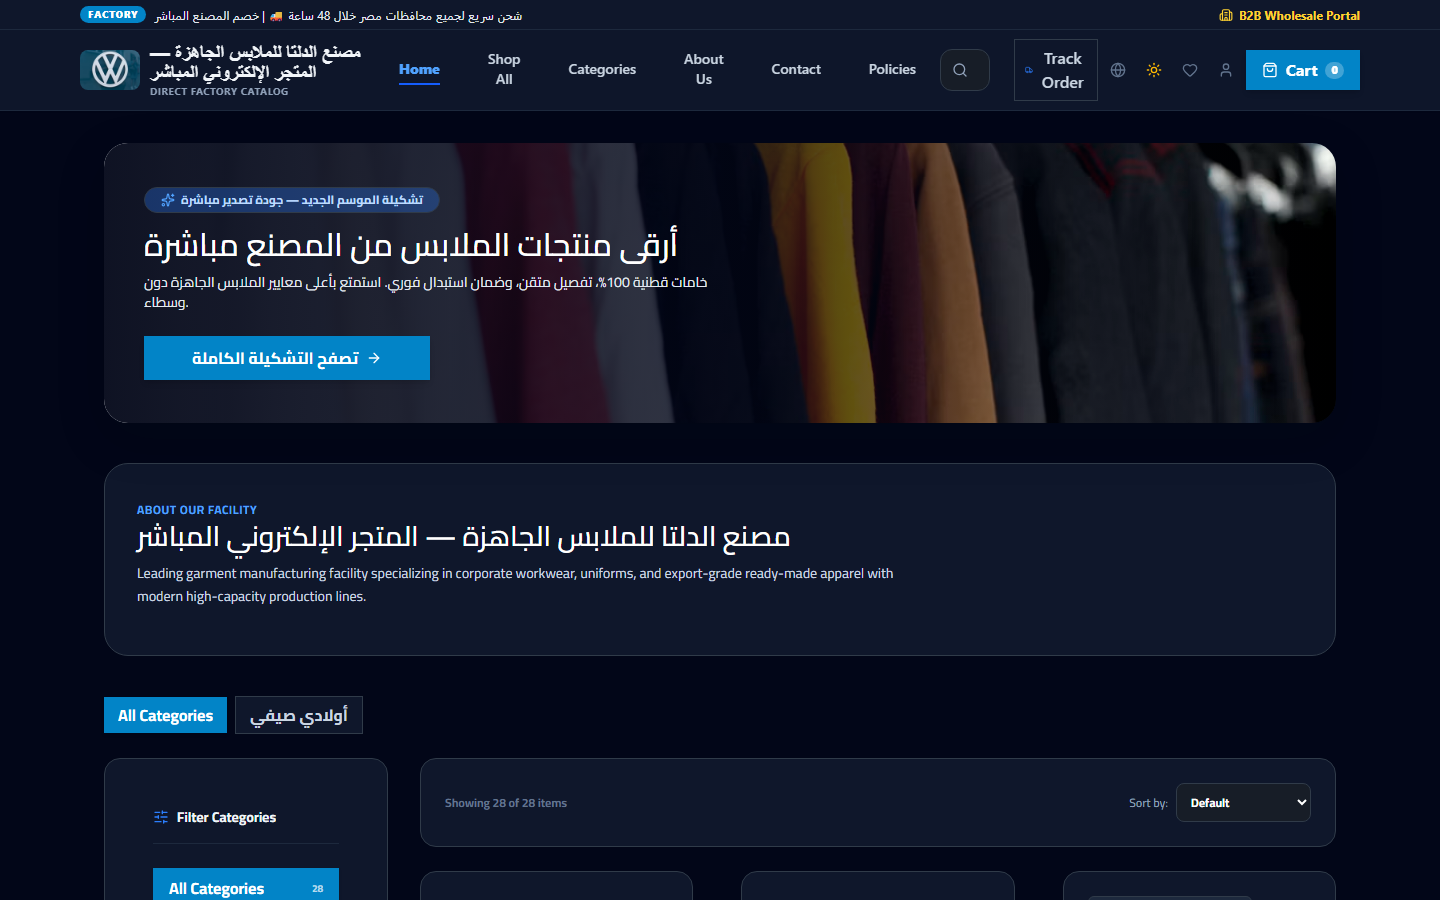 FACTORY
شحن سريع لجميع محافظات مصر خلال 48 ساعة 🚚 | خصم المصنع المباشر
B2B Wholesale Portal
مصنع الدلتا للملابس الجاهزة —
المتجر الإلكتروني المباشر
DIRECT FACTORY CATALOG
Home
Shop
All
Categories
About
Us
Contact
Policies
Track
Order
Cart 0
تشكيلة الموسم الجديد — جودة تصدير مباشرة
أرقى منتجات الملابس من المصنع مباشرة
خامات قطنية 100%، تفصيل متقن، وضمان استبدال فوري. استمتع بأعلى معايير الملابس الجاهزة دون
وسطاء.
تصفح التشكيلة الكاملة
ABOUT OUR FACILITY
مصنع الدلتا للملابس الجاهزة — المتجر الإلكتروني المباشر
Leading garment manufacturing facility specializing in corporate workwear, uniforms, and export-grade ready-made apparel with
modern high-capacity production lines.
All Categories
أولادي صيفي
Filter Categories
All Categories 28
Showing 28 of 28 items
Sort by: Default